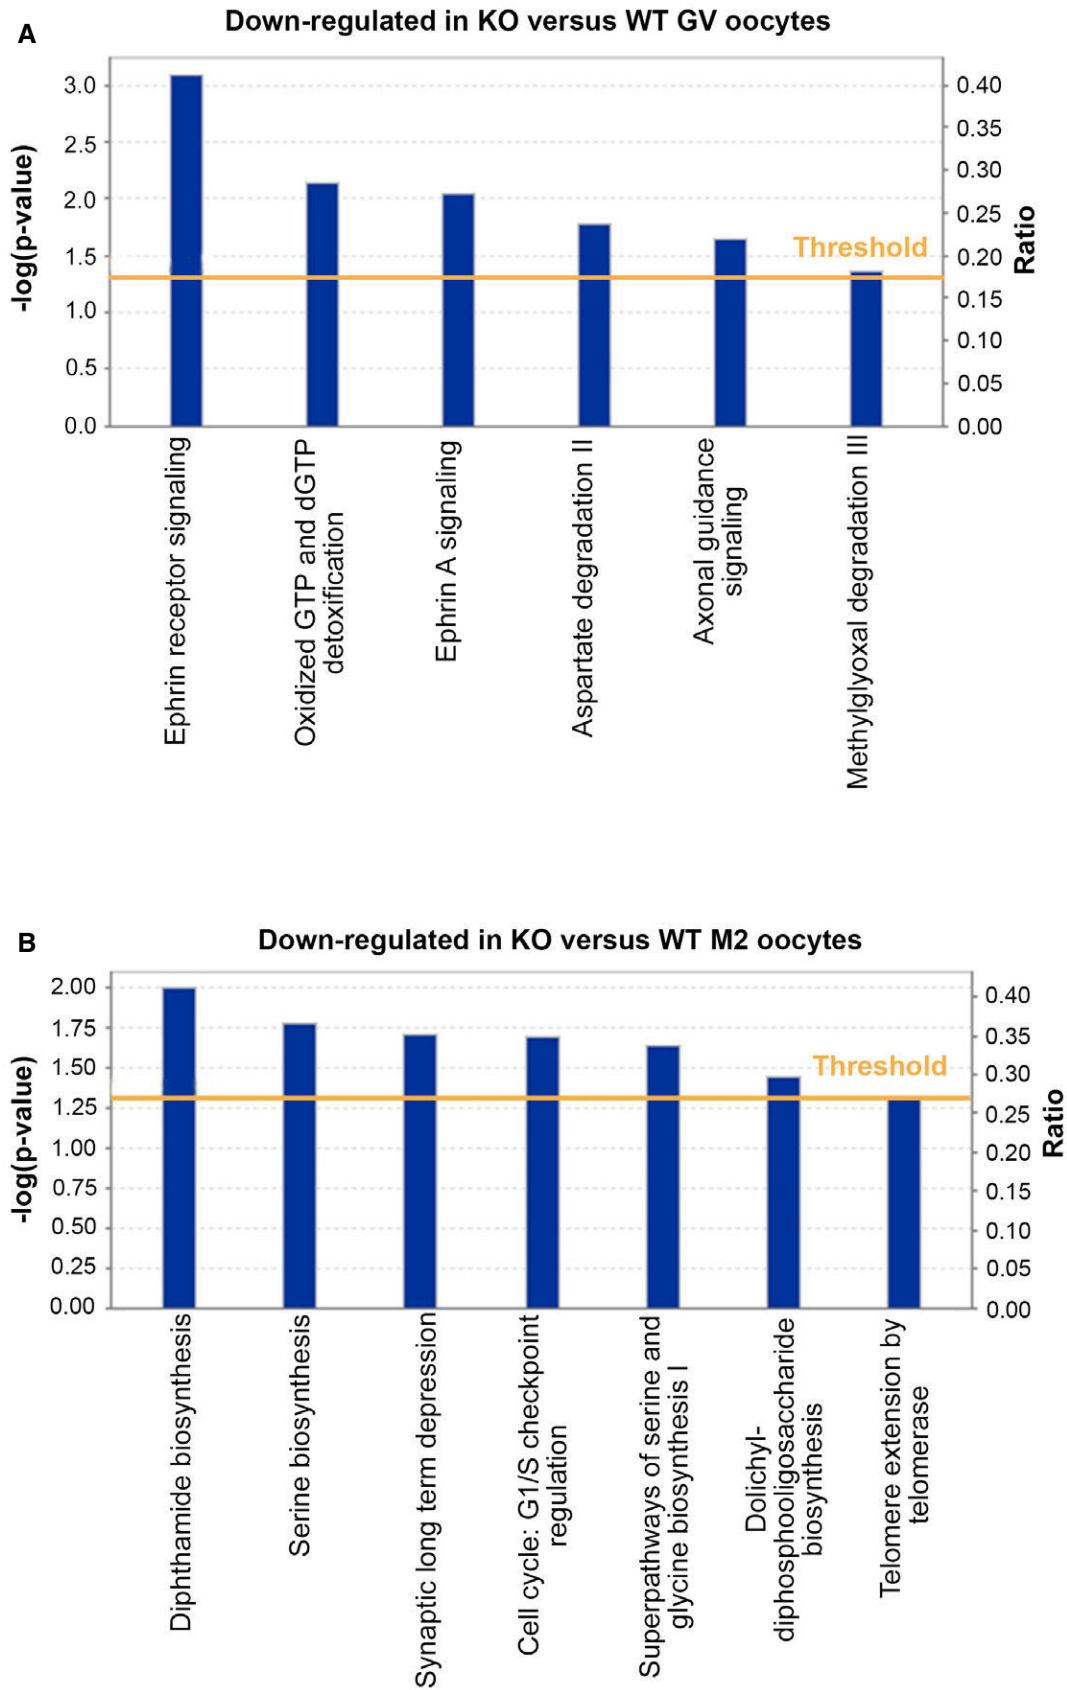 A
Down-regulated in KO versus WT GV oocytes
-log(p-value)
3.0
2.5
2.0
1.5
1.0
0.5
0.0
Threshold
0.40
0.35
0.30
0.25
0.20
0.15
0.10
0.05
0.00
Ratio
Ephrin receptor signaling
Oxidized GTP and dGTP
detoxification
Ephrin A signaling
Aspartate degradation II
Axonal guidance
signaling
Methylglyoxal degradation III
B
Down-regulated in KO versus WT M2 oocytes
-log(p-value)
2.00
1.75
1.50
1.25
1.00
0.75
0.50
0.25
0.00
Threshold
0.40
0.35
0.30
0.25
0.20
0.15
0.10
0.05
0.00
Ratio
Diphthamide biosynthesis
Serine biosynthesis
Synaptic long term depression
Cell cycle: G1/S checkpoint
regulation
Superpathways of serine and
glycine biosynthesis I
Dolichyl-
diphosphooligosaccharide
biosynthesis
Telomere extension by
telomerase